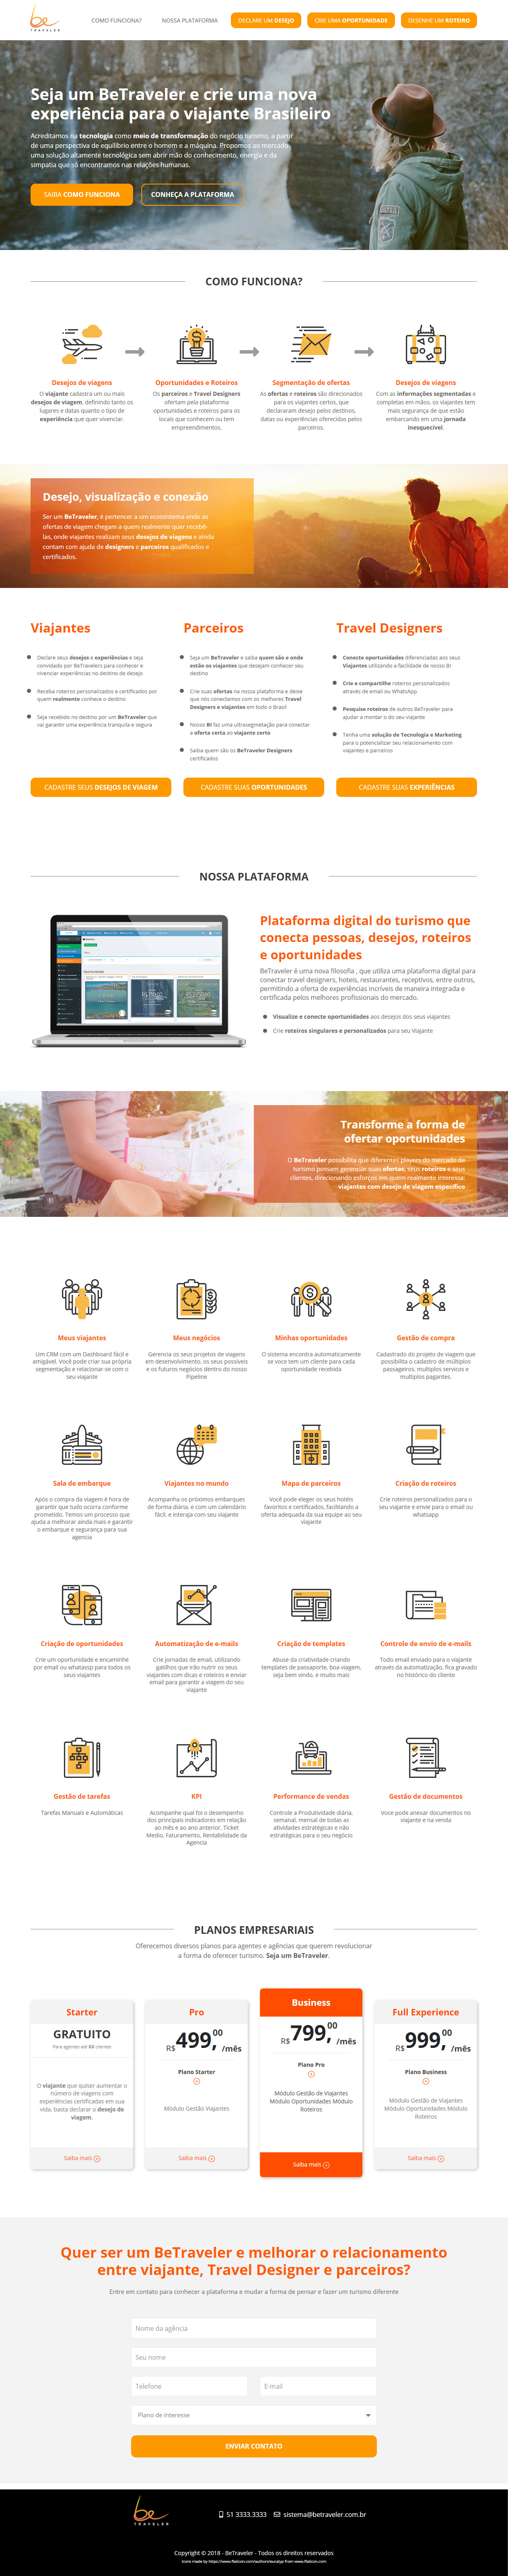 be
TRAVELER
COMO FUNCIONA?
NOSSA PLATAFORMA
DECLARE UM DESEJO
CRIE UMA OPORTUNIDADE
DESENHE UM ROTEIRO
Seja um BeTraveler e crie uma nova
experiência para o viajante Brasileiro
Acreditamos na tecnologia como meio de transformação do negócio turismo, a partir
de uma perspectiva de equilíbrio entre o homem e a máquina. Propomos ao mercado
uma solução altamente tecnológica sem abrir mão do conhecimento, energia e da
simpatia que só encontramos nas relações humanas.
SAIBA COMO FUNCIONA
CONHEÇA A PLATAFORMA
COMO FUNCIONA?
Desejos de viagens
O viajante cadastra um ou mais
desejos de viagem, definindo tanto os
lugares e datas quanto o tipo de
experiência que quer vivenciar.
Oportunidades e Roteiros
Os parceiros e Travel Designers
ofertam pela plataforma
oportunidades e roteiros para os
locais que conhecem ou têm
empreendimentos.
Segmentação de ofertas
As ofertas e roteiros são direcionados
para os viajantes certos, que
declararam desejo pelos destinos,
datas ou experiências oferecidas pelos
parceiros.
Desejos de viagens
Com as informações segmentadas e
completas em mãos, os viajantes tem
mais segurança de que estão
embarcando em uma jornada
inesquecível.
Desejo, visualização e conexão
Ser um BeTraveler, é pertencer a um ecossistema onde as
ofertas de viagem chegam a quem realmente quer recebê-
las, onde viajantes realizam seus desejos de viagens e ainda
contam com ajuda de designers e parceiros qualificados e
certificados.
Viajantes
Declare seus desejos e experiências e seja
convidado por BeTravelers para conhecer e
vivenciar experiências no destino de desejo
Receba roteiros personalizados e certificados por
quem realmente conhece o destino
Seja recebido no destino por um BeTraveler que
vai garantir uma experiência tranquila e segura
CADASTRE SEUS DESEJOS DE VIAGEM
Parceiros
Seja um BeTraveler e saiba quem são e onde
estão os viajantes que desejam conhecer seu
destino
Crie suas ofertas na nossa plataforma e deixe
que nós conectamos com os melhores Travel
Designers e viajantes em todo o Brasil
Nosso BI faz uma ultrasegmetação para conectar
a oferta certa ao viajante certo
Saiba quem são os BeTraveler Designers
certificados
CADASTRE SUAS OPORTUNIDADES
Travel Designers
Conecte oportunidades diferenciadas aos seus
Viajantes utilizando a facilidade de nosso BI
Crie e compartilhe roteiros personalizados
através de email ou WhatsApp
Pesquise roteiros de outros BeTraveler para
ajudar a montar o do seu viajante
Tenha uma solução de Tecnologia e Marketing
para o potencializar seu relacionamento com
viajantes e parceiros
CADASTRE SUAS EXPERIÊNCIAS
NOSSA PLATAFORMA
Plataforma digital do turismo que
conecta pessoas, desejos, roteiros
e oportunidades
BeTraveler é uma nova filosofia , que utiliza uma plataforma digital para
conectar travel designers, hotéis, restaurantes, receptivos, entre outros,
permitindo a oferta de experiências incríveis de maneira integrada e
certificada pelos melhores profissionais do mercado.
Visualize e conecte oportunidades aos desejos dos seus viajantes
Crie roteiros singulares e personalizados para seu Viajante
Transforme a forma de
ofertar oportunidades
O BeTraveler possibilita que diferentes players do mercado de
turismo possam gerenciar suas ofertas, seus roteiros e seus
clientes, direcionando esforços em quem realmente interessa:
viajantes com desejo de viagem específico
Meus viajantes
Um CRM com um Dashboard fácil e
amigável. Você pode criar sua própria
segmentação e relacionar-se com o
seu viajante
Meus negócios
Gerencia os seus projetos de viagens
em desenvolvimento, os seus possíveis
e os futuros negócios dentro do nosso
Pipeline
Minhas oportunidades
O sistema encontra automaticamente
se voce tem um cliente para cada
oportunidade recebida
Gestão de compra
Cadastrado do projeto de viagem que
possibilita o cadastro de múltiplos
passageiros, multiplos servicos e
multiplos pagantes.
Sala de embarque
Após o compra da viagem é hora de
garantir que tudo ocorra conforme
prometido. Temos um processo que
ajuda a melhorar ainda mais e garantir
o embarque e segurança para sua
agencia
Viajantes no mundo
Acompanha os próximos embarques
de forma diária, e com um calendário
fácil, e interaja com seu viajante
Mapa de parceiros
Você pode eleger os seus hotéis
favoritos e certificados, facilitando a
oferta adequada da sua equipe ao seu
viajante
Criação de roteiros
Crie roteiros personalizados para o
seu viajante e envie para o email ou
whatsapp
Criação de oportunidades
Crie um oportunidade e encaminhe
por email ou whatassp para todos os
seus viajantes
Automatização de e-mails
Crie jornadas de email, utilizando
gatilhos que irão nutrir os seus
viajantes com dicas e roteiros e enviar
email para garantir a viagem do seu
viajante
Criação de templates
Abuse da criatividade criando
templates de passaporte, boa viagem,
seja bem vindo, e muito mais
Controle de envio de e-mails
Todo email enviado para o viajante
através da automatização, fica gravado
no histórico do cliente
Gestão de tarefas
Tarefas Manuais e Automáticas
KPI
Acompanhe qual foi o desempenho
dos principais indicadores em relação
ao mês e ao ano anterior. Ticket
Medio, Faturamento, Rentabilidade da
Agencia
Performance de vendas
Controle a Produtividade diária,
semanal, mensal de todas as
atividades estratégicas e não
estratégicas para o seu negócio
Gestão de documentos
Voce pode anexar documentos no
viajante e na venda
PLANOS EMPRESARIAIS
Oferecemos diversos planos para agentes e agências que querem revolucionar
a forma de oferecer turismo. Seja um BeTraveler.
Starter
GRATUITO
Para agentes até XX clientes
O viajante que quiser aumentar o
número de viagens com
experiências certificadas em sua
vida, basta declarar o desejo de
viagem.
Saiba mais
Pro
R$ 499,00 /mês
Plano Starter
Módulo Gestão Viajantes
Saiba mais
Business
R$ 799,00 /mês
Plano Pro
Módulo Gestão de Viajantes
Módulo Oportunidades Módulo
Roteiros
Saiba mais
Full Experience
R$ 999,00 /mês
Plano Business
Módulo Gestão de Viajantes
Módulo Oportunidades Módulo
Roteiros
Saiba mais
Quer ser um BeTraveler e melhorar o relacionamento
entre viajante, Travel Designer e parceiros?
Entre em contato para conhecer a plataforma e mudar a forma de pensar e fazer um turismo diferente
Nome da agência
Seu nome
Telefone
E-mail
Plano de interesse
ENVIAR CONTATO
be
TRAVELER
51 3333.3333
sistema@betraveler.com.br
Copyright © 2018 - BeTraveler - Todos os direitos reservados
Icons made by https://www.flaticon.com/authors/eucalyp from www.flaticon.com